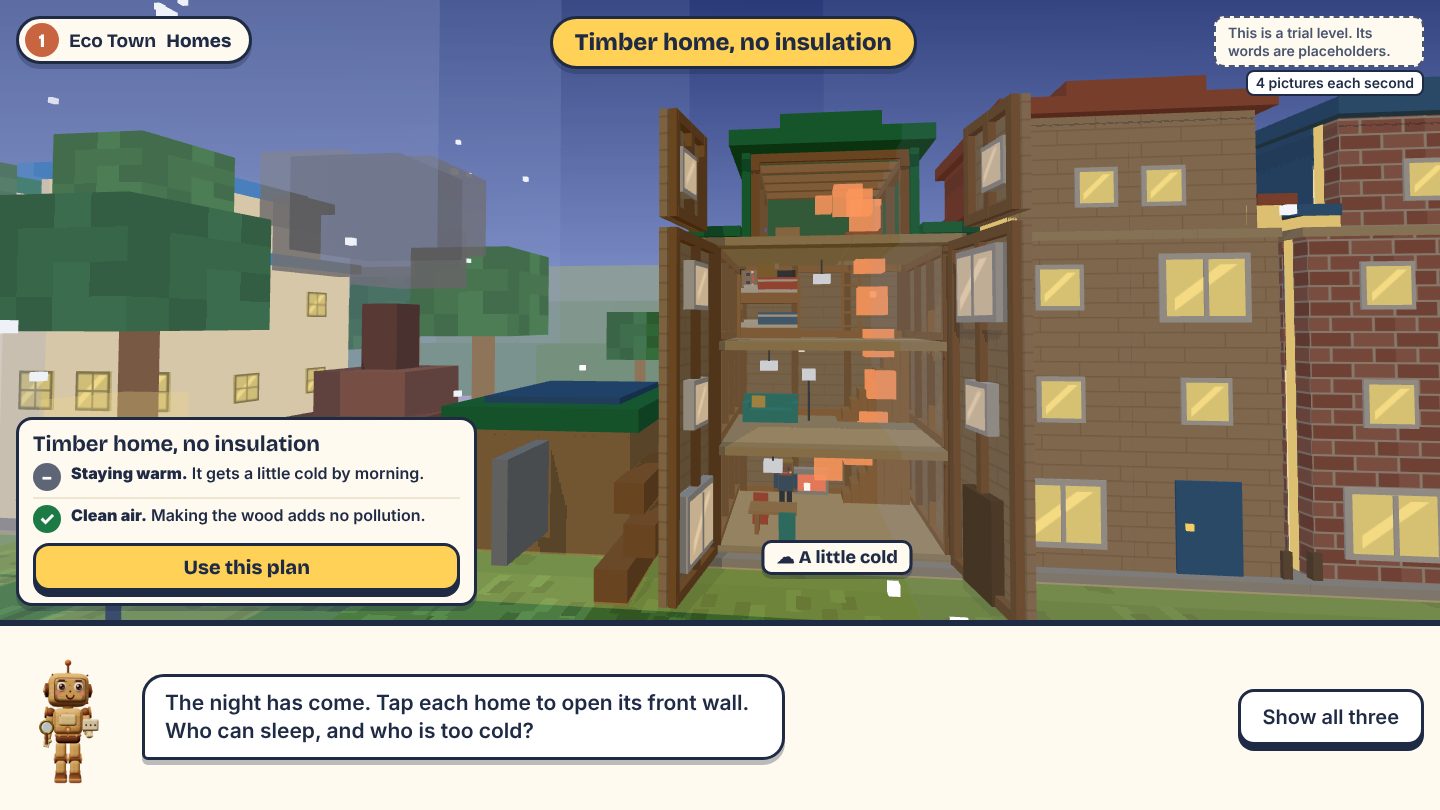 1 Eco Town Homes
Timber home, no insulation
This is a trial level. Its
words are placeholders.
4 pictures each second
Timber home, no insulation
Staying warm. It gets a little cold by morning.
Clean air. Making the wood adds no pollution.
Use this plan
☁ A little cold
The night has come. Tap each home to open its front wall.
Who can sleep, and who is too cold?
Show all three